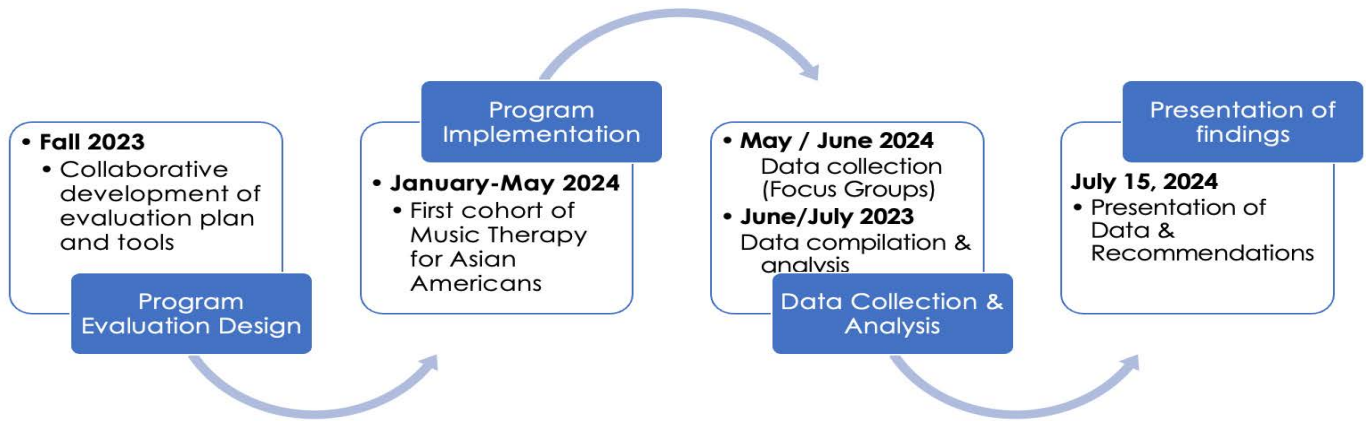 • Fall 2023
• Collaborative
development of
evaluation plan
and tools
Program
Evaluation Design
Program
Implementation
• January-May 2024
• First cohort of
Music Therapy
for Asian
Americans
• May / June 2024
Data collection
(Focus Groups)
• June/July 2023
Data compilation &
analysis
Data Collection &
Analysis
Presentation of
findings
July 15, 2024
• Presentation of
Data &
Recommendations